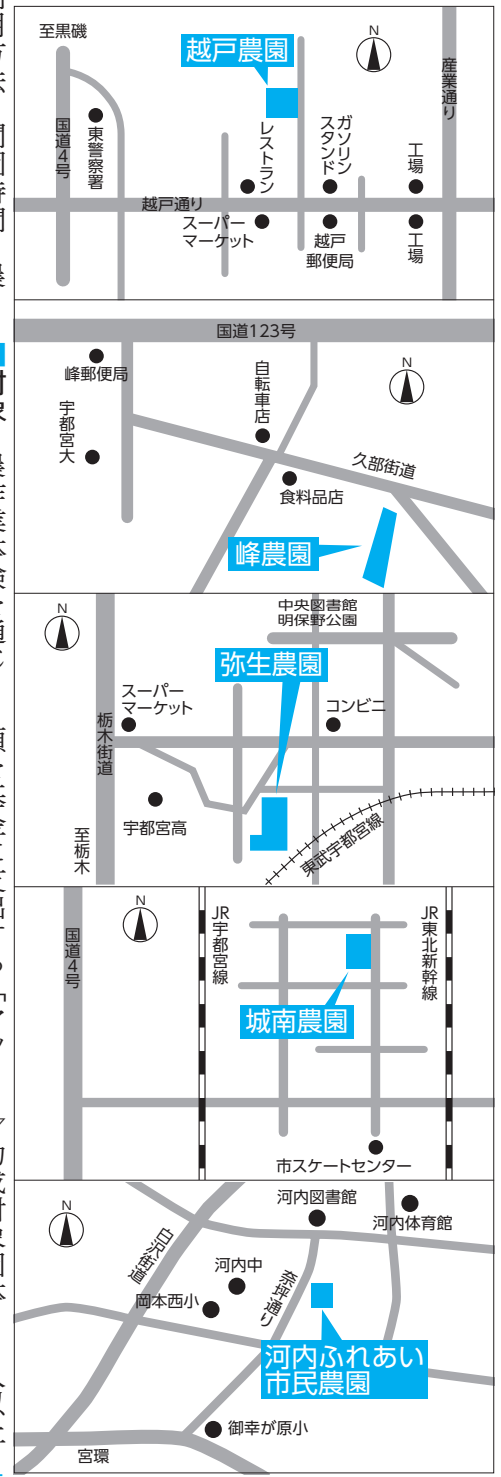 至黒磯
越戸農園
N
産業通り
国道4号
東警察署
レストラン
ガソリン
スタンド
工場
越戸通り
スーパー
マーケット
越戸
郵便局
工場
国道123号
峰郵便局
自転車店
N
宇都宮大
久部街道
食料品店
峰農園
N
中央図書館
明保野公園
弥生農園
スーパー
マーケット
コンビニ
栃木街道
宇都宮高
東武宇都宮線
至栃木
国道4号
N
JR宇都宮線
JR東北新幹線
城南農園
市スケートセンター
N
河内図書館
河内体育館
白沢街道
河内中
奈坪通り
岡本西小
河内ふれあい
市民農園
御幸が原小
宮環